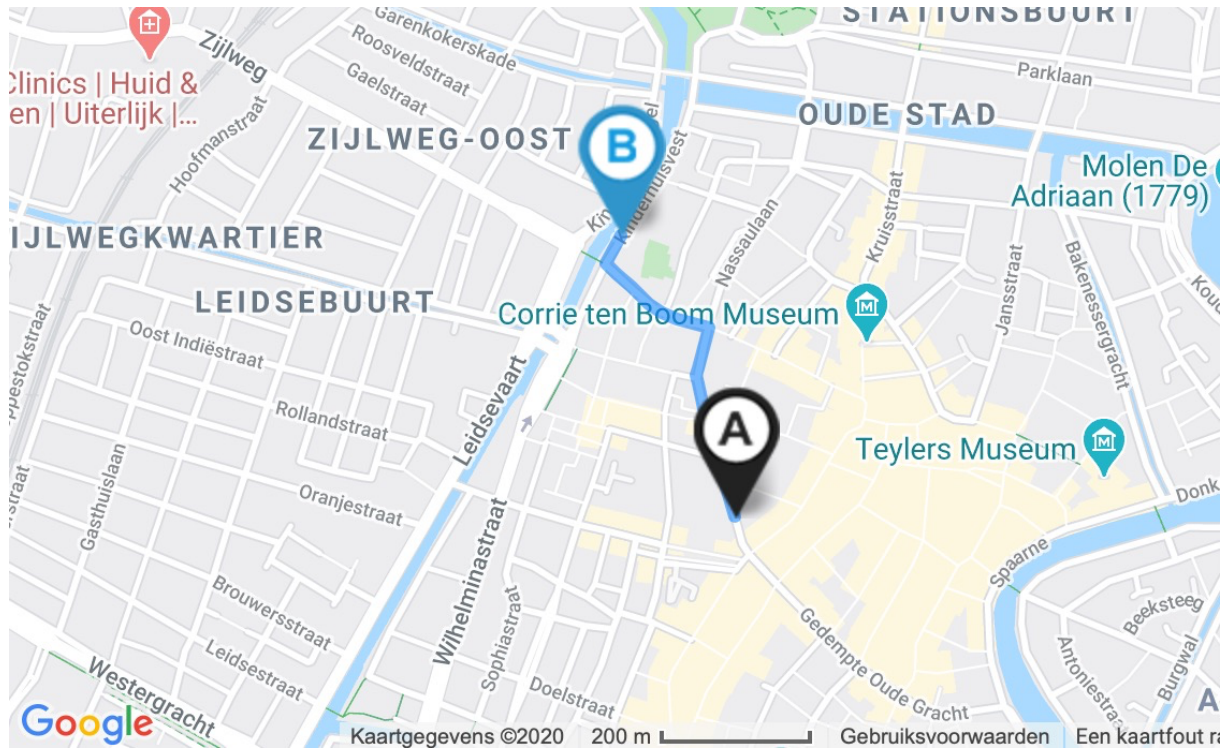 STATIONSBUURT
Garenkokerskade
Zijlweg
Roosveldstraat
Parklaan
Clinics | Huid &
en | Uiterlijk |...
Gaelstraat
OUDE STAD
ZIJLWEG-OOST
B
Kinderhuisvest
Hoofmanstraat
Molen De
Adriaan (1779)
Kruisstraat
Nassaulaan
IJLWEGKWARTIER
LEIDSEBUURT
Corrie ten Boom Museum
Jansstraat
Bakenessergracht
Oost Indiëstraat
Leidsevaart
Rollandstraat
A
Teylers Museum
Gasthuislaan
Oranjestraat
Donk
Spaarne
Wilhelminastraat
Sophiastraat
Brouwersstraat
Leidsestraat
Gedempte Oude Gracht
Beeksteeg
Antoniestraat
Burgwal
Westergracht
Doelstraat
A
Google
Kaartgegevens ©2020 200 m Gebruiksvoorwaarden Een kaartfout ra